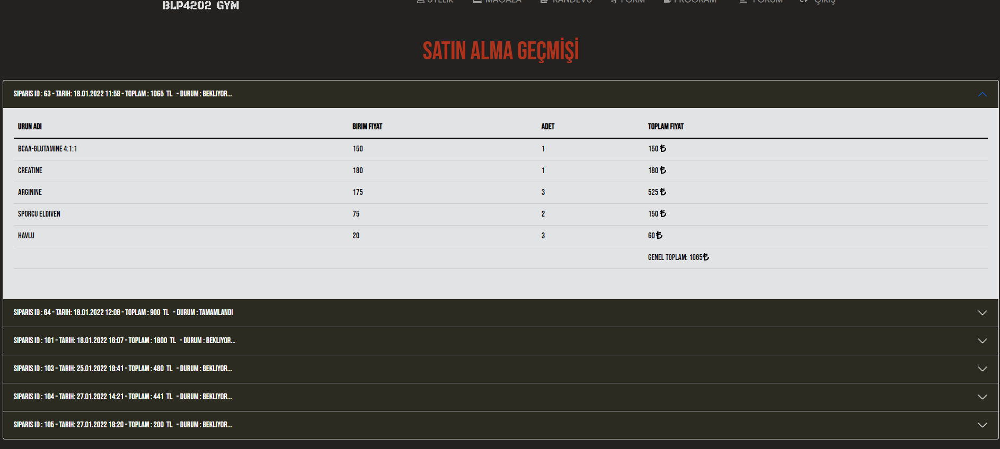 BLP4202 GYM
ÜYELİK MAĞAZA RANDEVU FORM PROGRAM FORUM ÇIKIŞ
SATIN ALMA GEÇMİŞİ
SIPARIS ID : 63 - TARIH: 18.01.2022 11:58 - TOPLAM : 1065 TL - DURUM : BEKLIYOR...
URUN ADI BIRIM FIYAT ADET TOPLAM FIYAT
BCAA-GLUTAMINE 4:1:1 150 1 150 ₺
CREATINE 180 1 180 ₺
ARGININE 175 3 525 ₺
SPORCU ELDIVEN 75 2 150 ₺
HAVLU 20 3 60 ₺
GENEL TOPLAM: 1065₺
SIPARIS ID : 64 - TARIH: 18.01.2022 12:08 - TOPLAM : 900 TL - DURUM : TAMAMLANDI
SIPARIS ID : 101 - TARIH: 18.01.2022 16:07 - TOPLAM : 1800 TL - DURUM : BEKLIYOR...
SIPARIS ID : 103 - TARIH: 25.01.2022 18:41 - TOPLAM : 480 TL - DURUM : BEKLIYOR...
SIPARIS ID : 104 - TARIH: 27.01.2022 14:21 - TOPLAM : 441 TL - DURUM : BEKLIYOR...
SIPARIS ID : 105 - TARIH: 27.01.2022 18:20 - TOPLAM : 200 TL - DURUM : BEKLIYOR...